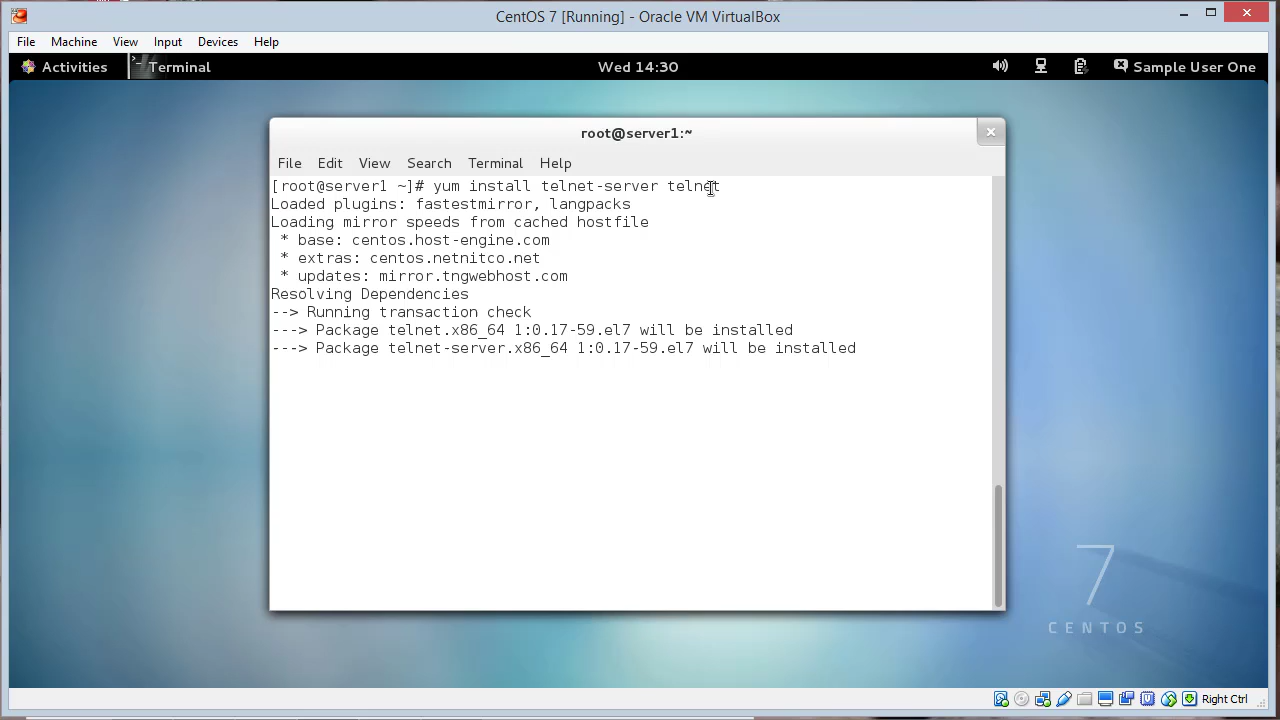 CentOS 7 [Running] - Oracle VM VirtualBox
File Machine View Input Devices Help
Activities Terminal Wed 14:30 Sample User One
root@server1:~
File Edit View Search Terminal Help
[root@server1 ~]# yum install telnet-server telnet
Loaded plugins: fastestmirror, langpacks
Loading mirror speeds from cached hostfile
 * base: centos.host-engine.com
 * extras: centos.netnitco.net
 * updates: mirror.tngwebhost.com
Resolving Dependencies
--> Running transaction check
---> Package telnet.x86_64 1:0.17-59.el7 will be installed
---> Package telnet-server.x86_64 1:0.17-59.el7 will be installed
7
CENTOS
Right Ctrl